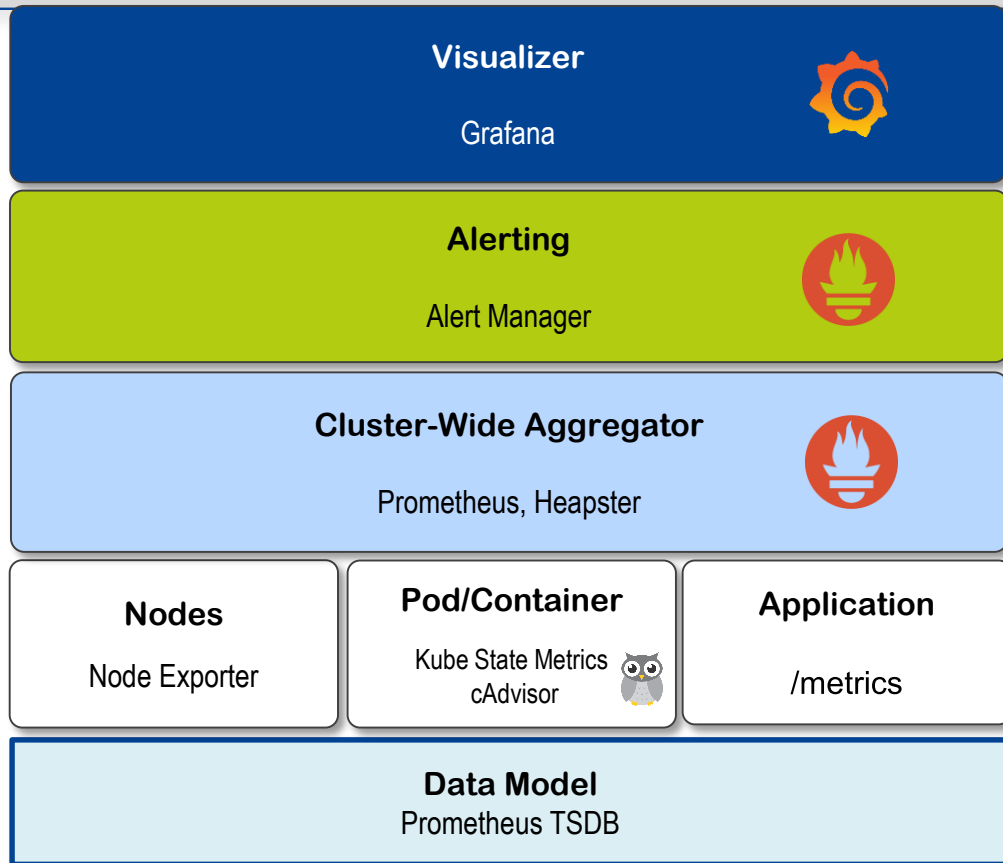 Visualizer
Grafana
Alerting
Alert Manager
Cluster-Wide Aggregator
Prometheus, Heapster
Nodes
Node Exporter
Pod/Container
Kube State Metrics
cAdvisor
Application
/metrics
Data Model
Prometheus TSDB